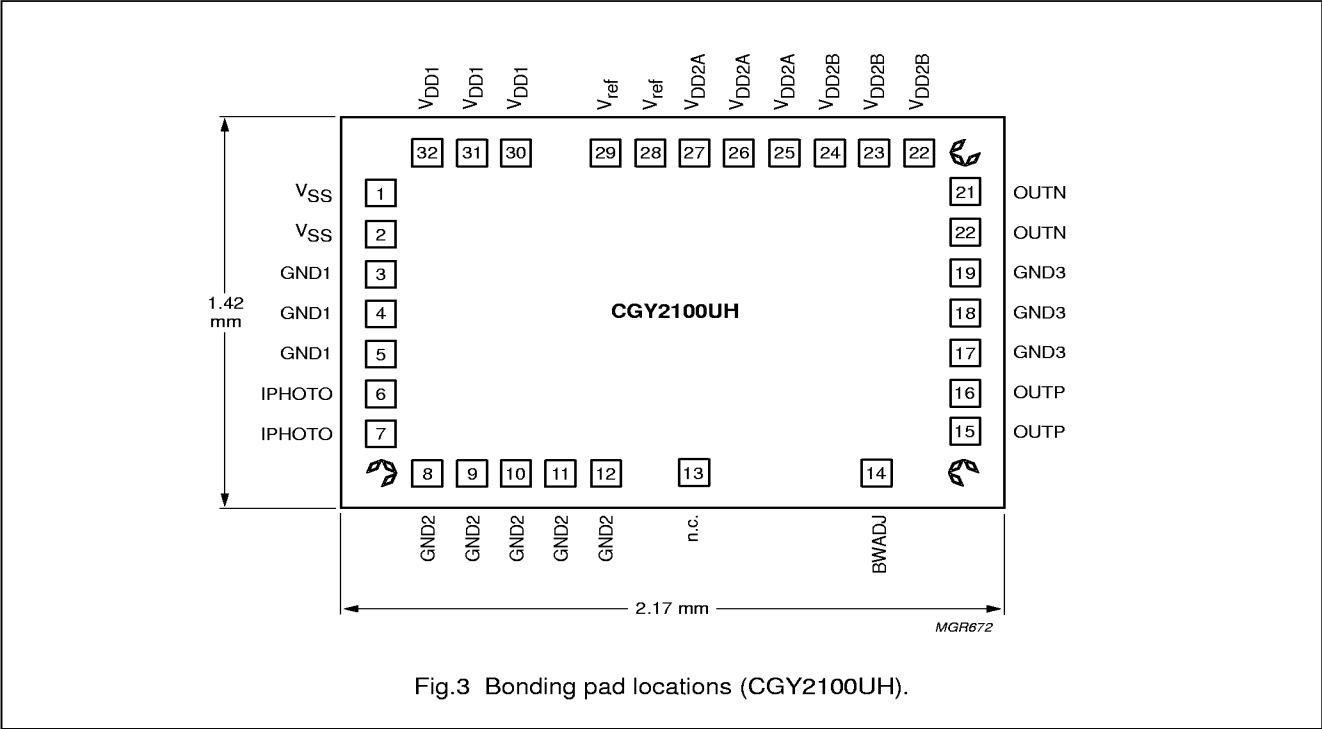 VDD1 VDD1 VDD1 Vref Vref VDD2A VDD2A VDD2A VDD2B VDD2B VDD2B
32 31 30 29 28 27 26 25 24 23 22
VSS 1 21 OUTN
VSS 2 22 OUTN
GND1 3 19 GND3
1.42
mm
GND1 4 CGY2100UH 18 GND3
GND1 5 17 GND3
IPHOTO 6 16 OUTP
IPHOTO 7 15 OUTP
8 9 10 11 12 13 14
GND2 GND2 GND2 GND2 GND2 n.c. BWADJ
2.17 mm
MGR672
Fig.3 Bonding pad locations (CGY2100UH).